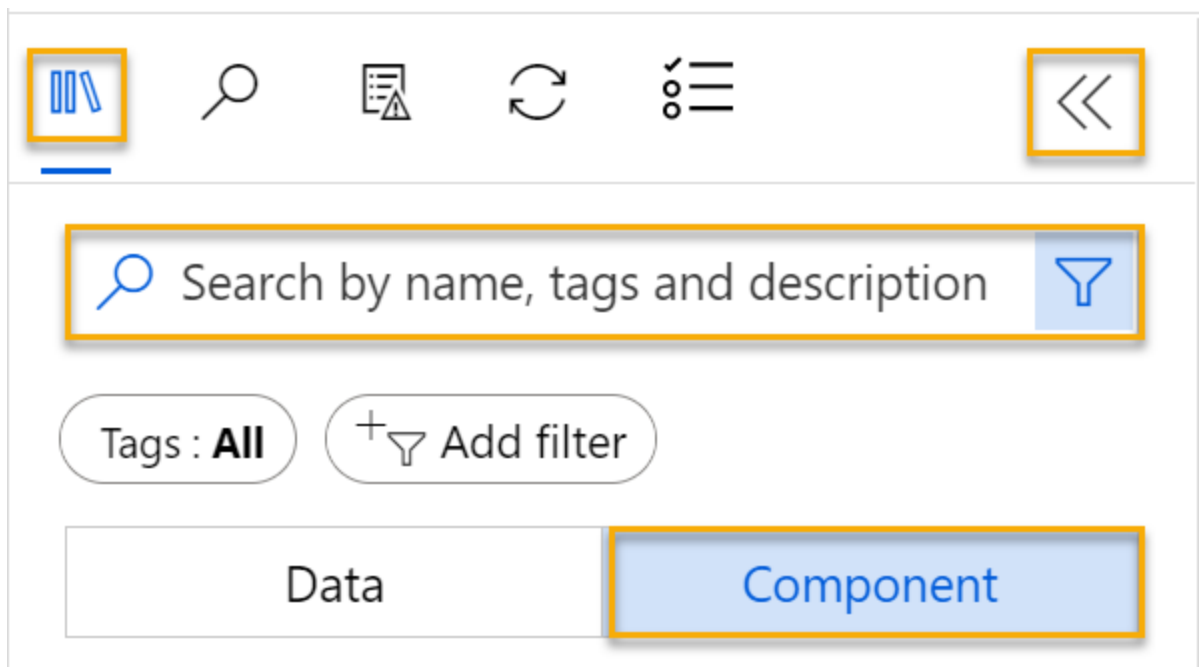 Search by name, tags and description
Tags : All
Add filter
Data
Component